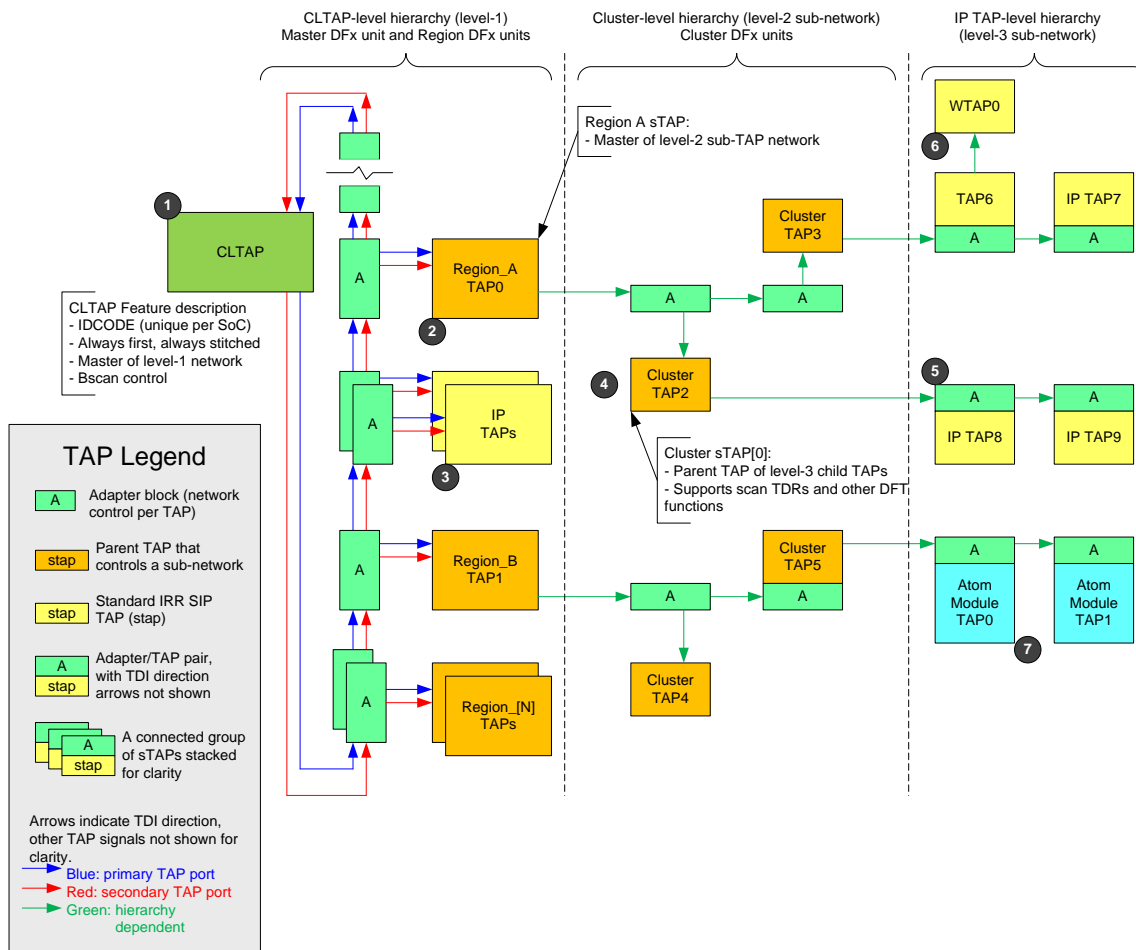 CLTAP-level hierarchy (level-1)
Master DFx unit and Region DFx units
Cluster-level hierarchy (level-2 sub-network)
Cluster DFx units
IP TAP-level hierarchy
(level-3 sub-network)
Region A sTAP:
- Master of level-2 sub-TAP network
WTAP0
6
1
CLTAP
A
Region_A
TAP0
2
Cluster
TAP3
TAP6
A
IP TAP7
A
A
A
CLTAP Feature description
- IDCODE (unique per SoC)
- Always first, always stitched
- Master of level-1 network
- Bscan control
A
IP
TAPs
3
4
Cluster
TAP2
5
A
IP TAP8
A
IP TAP9
Cluster sTAP[0]:
- Parent TAP of level-3 child TAPs
- Supports scan TDRs and other DFT
functions
A
Region_B
TAP1
A
Cluster
TAP5
A
A
Atom
Module
TAP0
A
Atom
Module
TAP1
7
A
Region_[N]
TAPs
Cluster
TAP4
TAP Legend
A
Adapter block (network
control per TAP)
stap
Parent TAP that
controls a sub-network
stap
Standard IRR SIP
TAP (stap)
A
stap
Adapter/TAP pair,
with TDI direction
arrows not shown
A
stap
A connected group
of sTAPs stacked
for clarity
Arrows indicate TDI direction,
other TAP signals not shown for
clarity.
Blue: primary TAP port
Red: secondary TAP port
Green: hierarchy
dependent